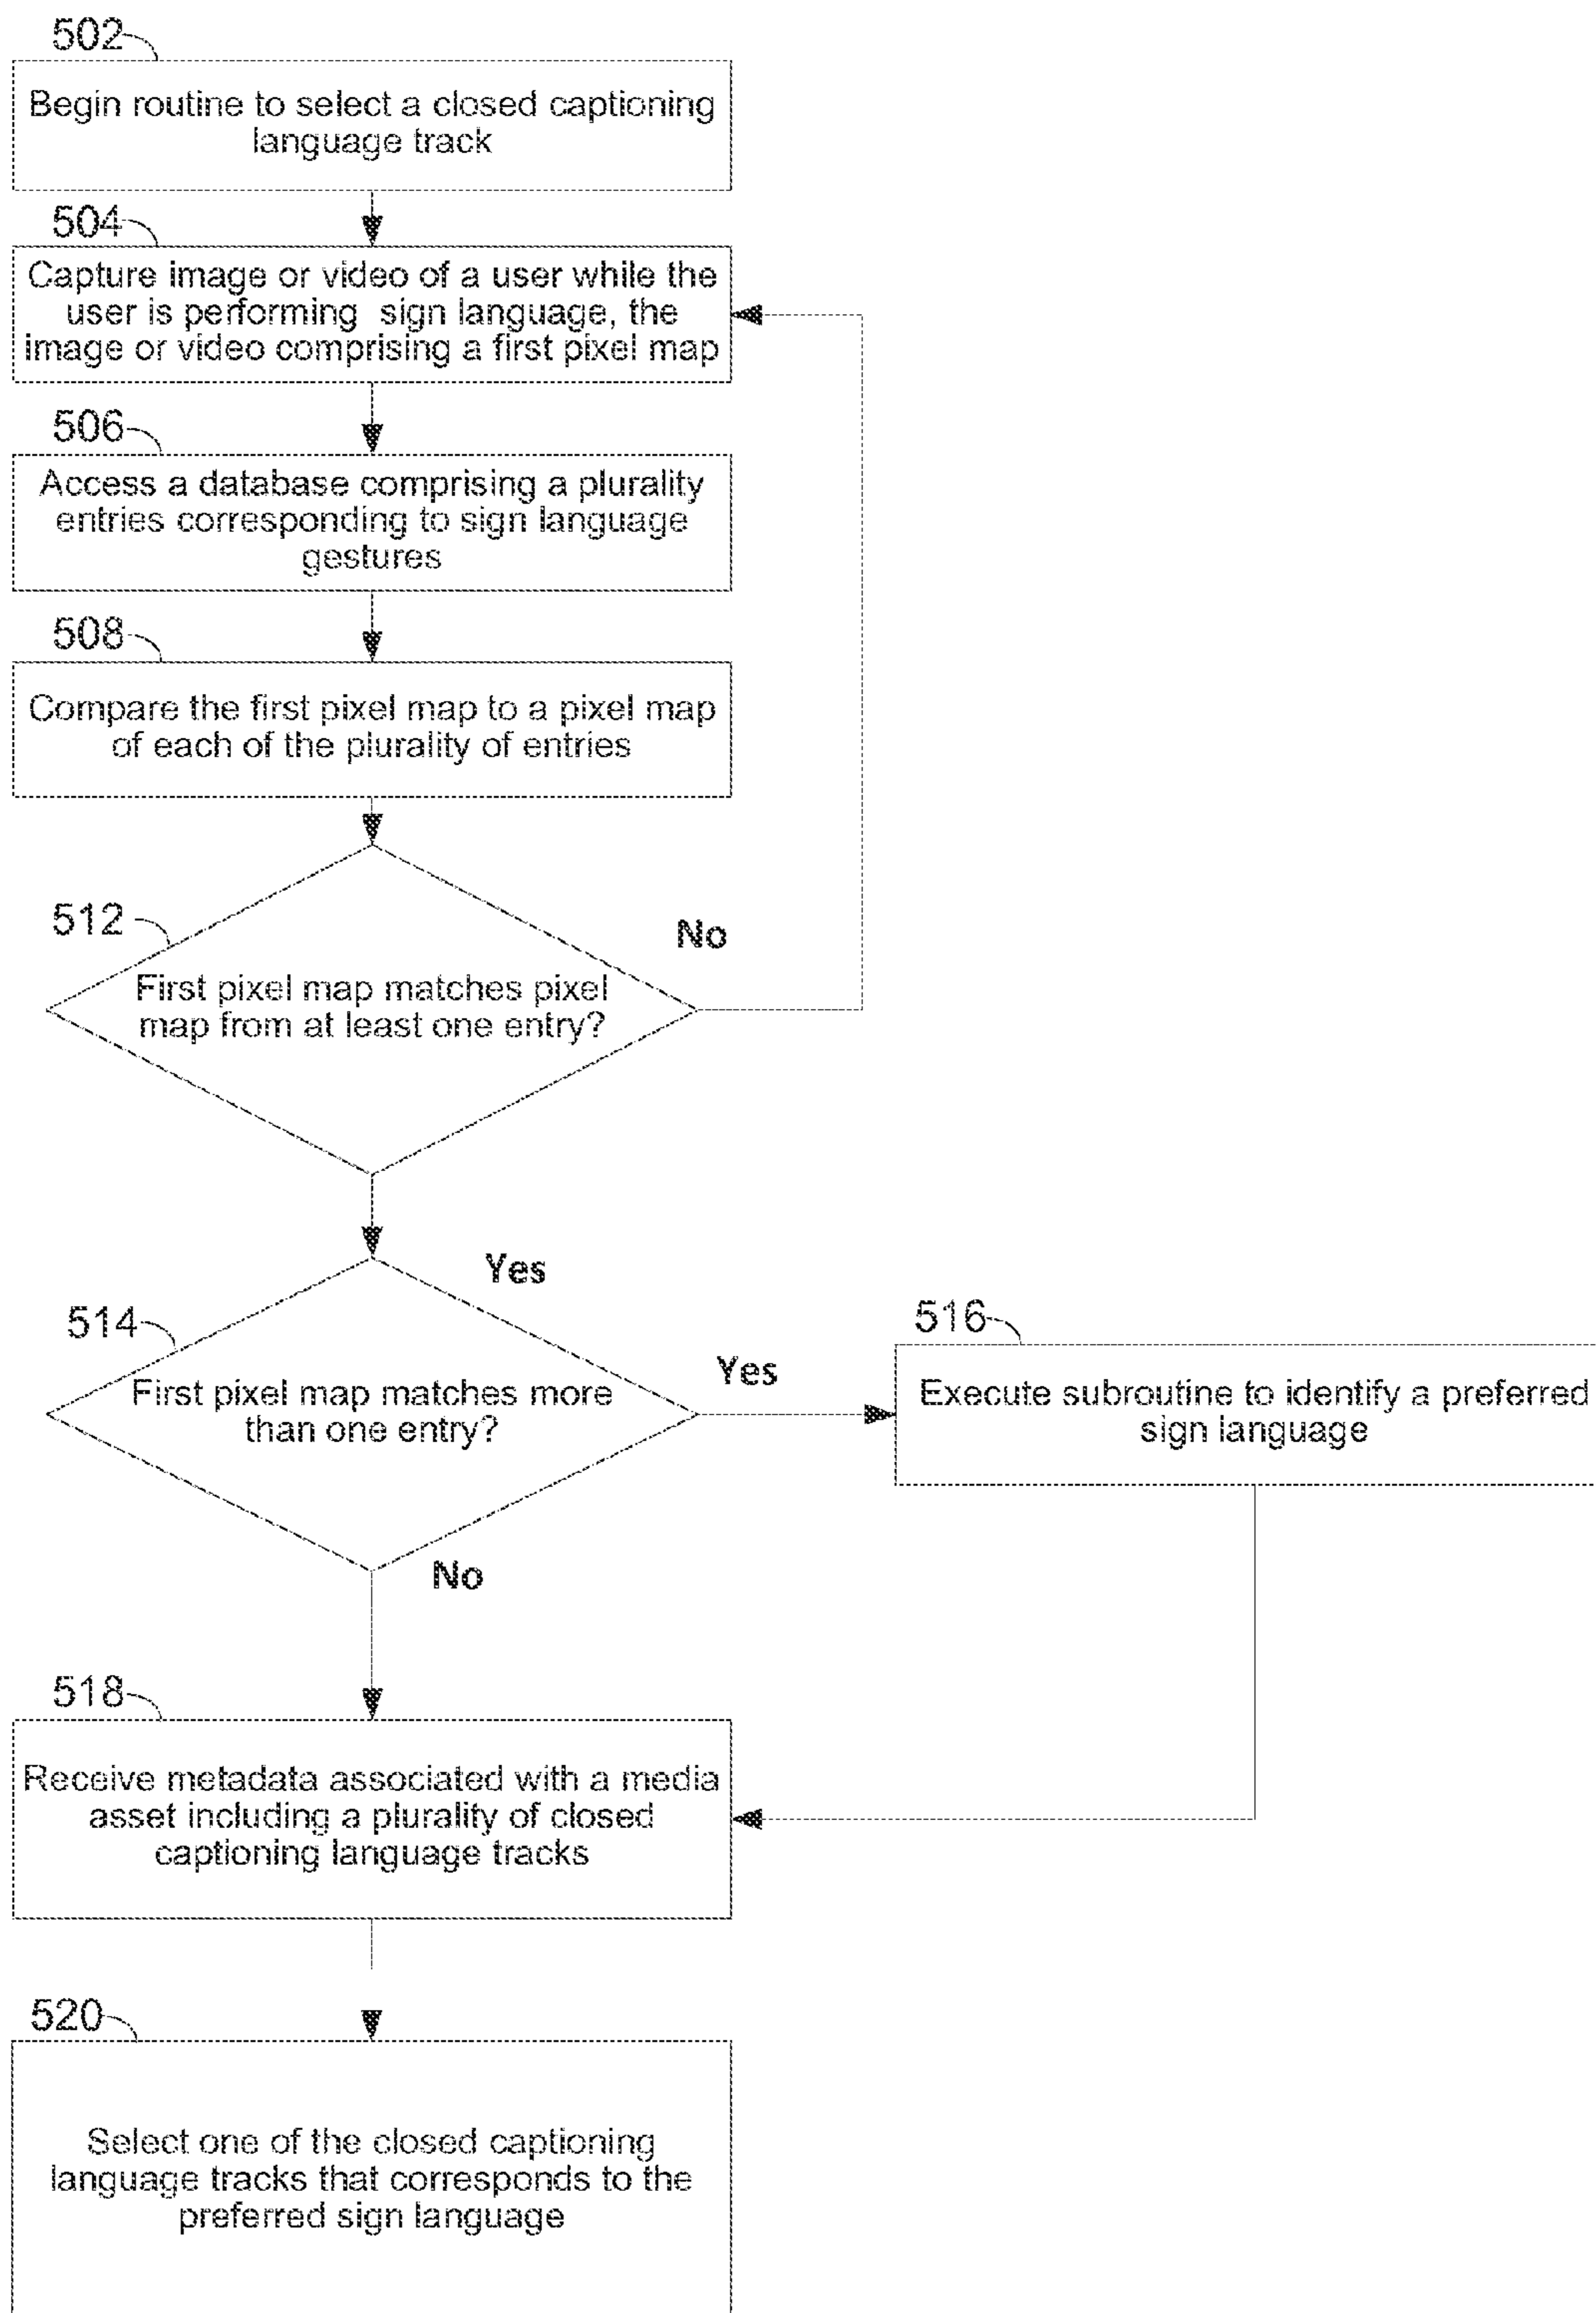 502
Begin routine to select a closed captioning
language track
504
Capture image or video of a user while the
user is performing sign language, the
image or video comprising a first pixel map
506
Access a database comprising a plurality
entries corresponding to sign language
gestures
508
Compare the first pixel map to a pixel map
of each of the plurality of entries
512
No
First pixel map matches pixel
map from at least one entry?
Yes
514
First pixel map matches more
than one entry?
Yes
516
Execute subroutine to identify a preferred
sign language
No
518
Receive metadata associated with a media
asset including a plurality of closed
captioning language tracks
520
Select one of the closed captioning
language tracks that corresponds to the
preferred sign language